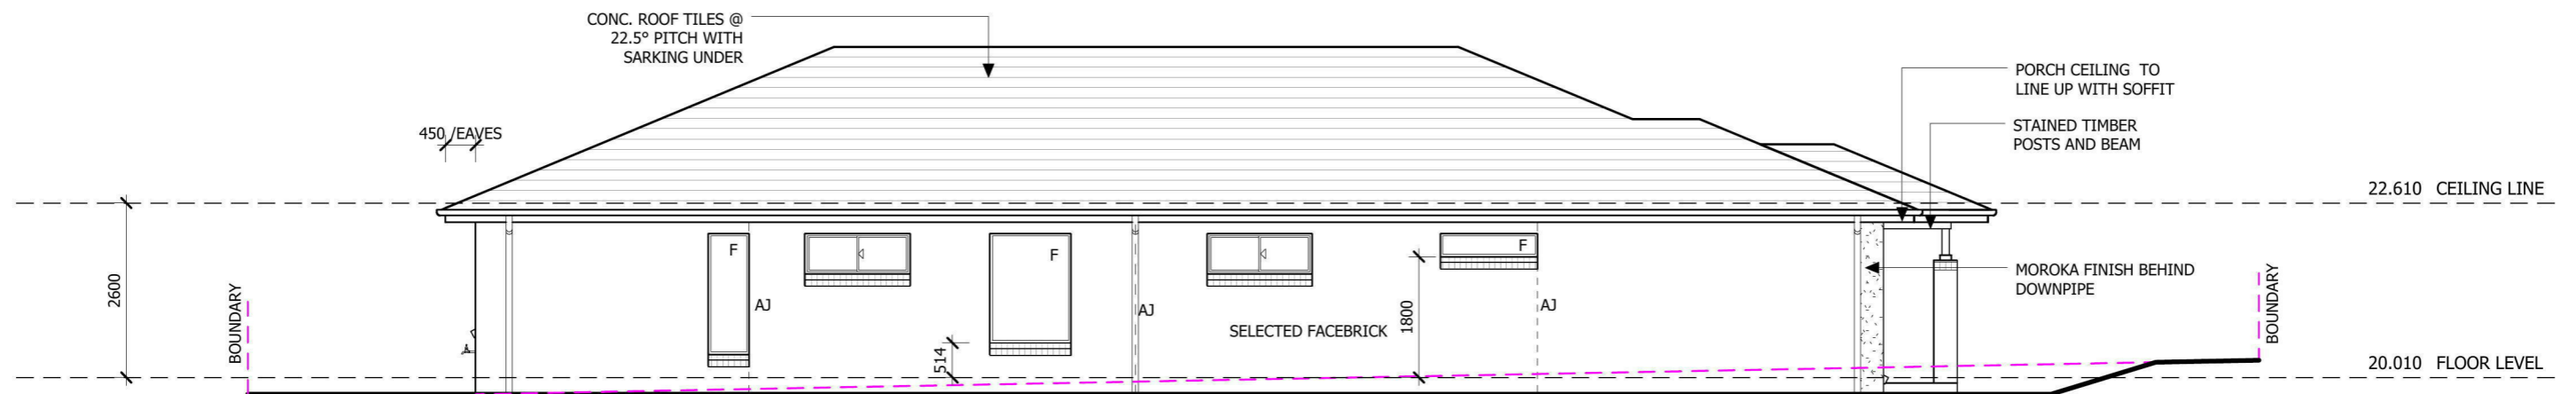 CONC. ROOF TILES @
22.5° PITCH WITH
SARKING UNDER
PORCH CEILING TO
LINE UP WITH SOFFIT
450 /EAVES
STAINED TIMBER
POSTS AND BEAM
22.610 CEILING LINE
2600
BOUNDARY
F
F
F
AJ
AJ
AJ
SELECTED FACEBRICK
1800
514
MOROKA FINISH BEHIND
DOWNPIPE
BOUNDARY
20.010 FLOOR LEVEL